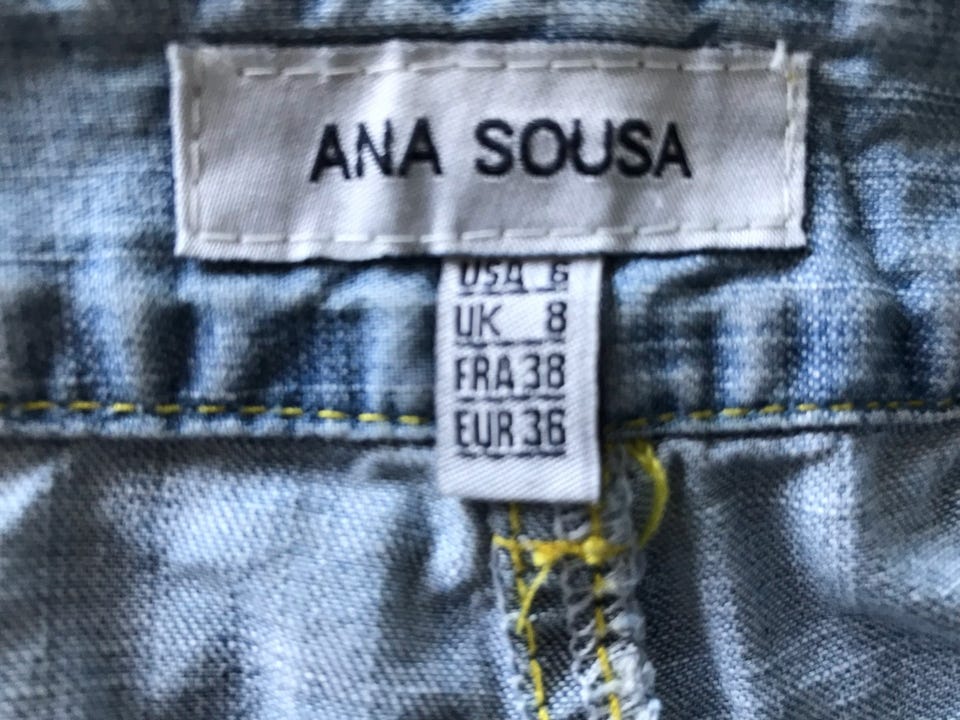 ANA SOUSA
USA 6
UK 8
FRA 38
EUR 36